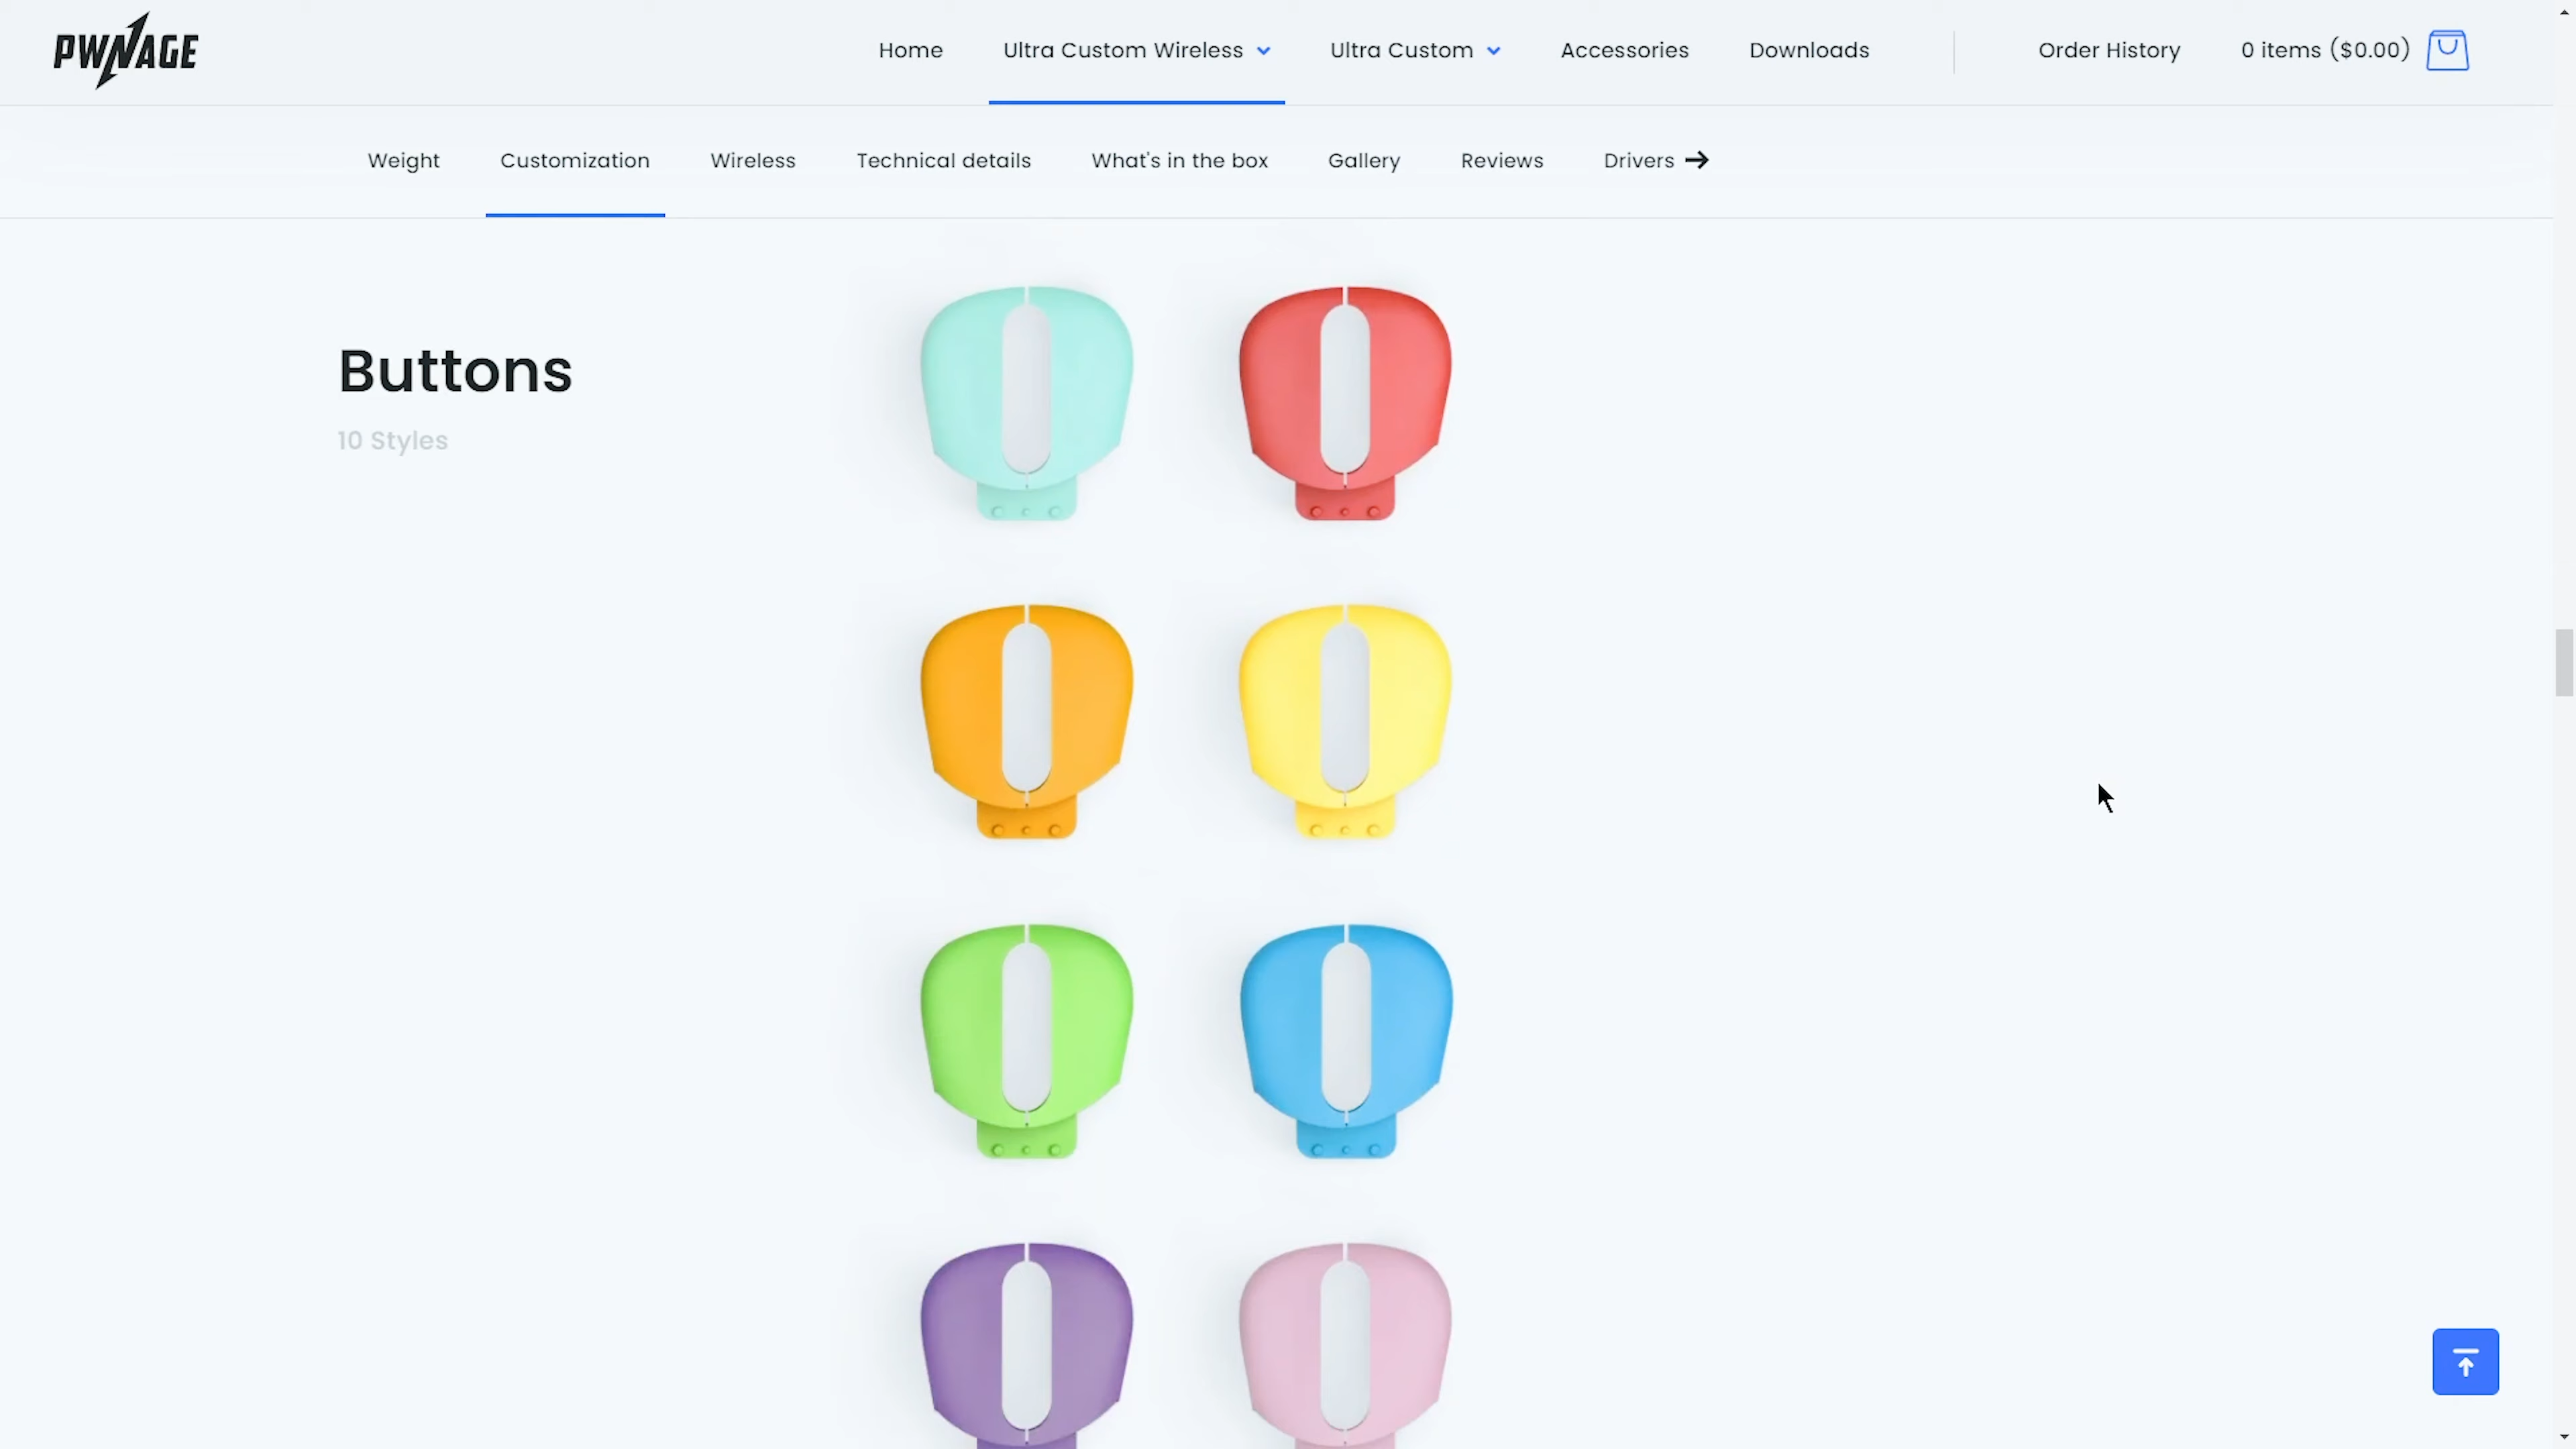 PWNAGE
Home
Ultra Custom Wireless
Ultra Custom
Accessories
Downloads
Order History
0 items ($0.00)
Weight
Customization
Wireless
Technical details
What's in the box
Gallery
Reviews
Drivers
Buttons
10 Styles